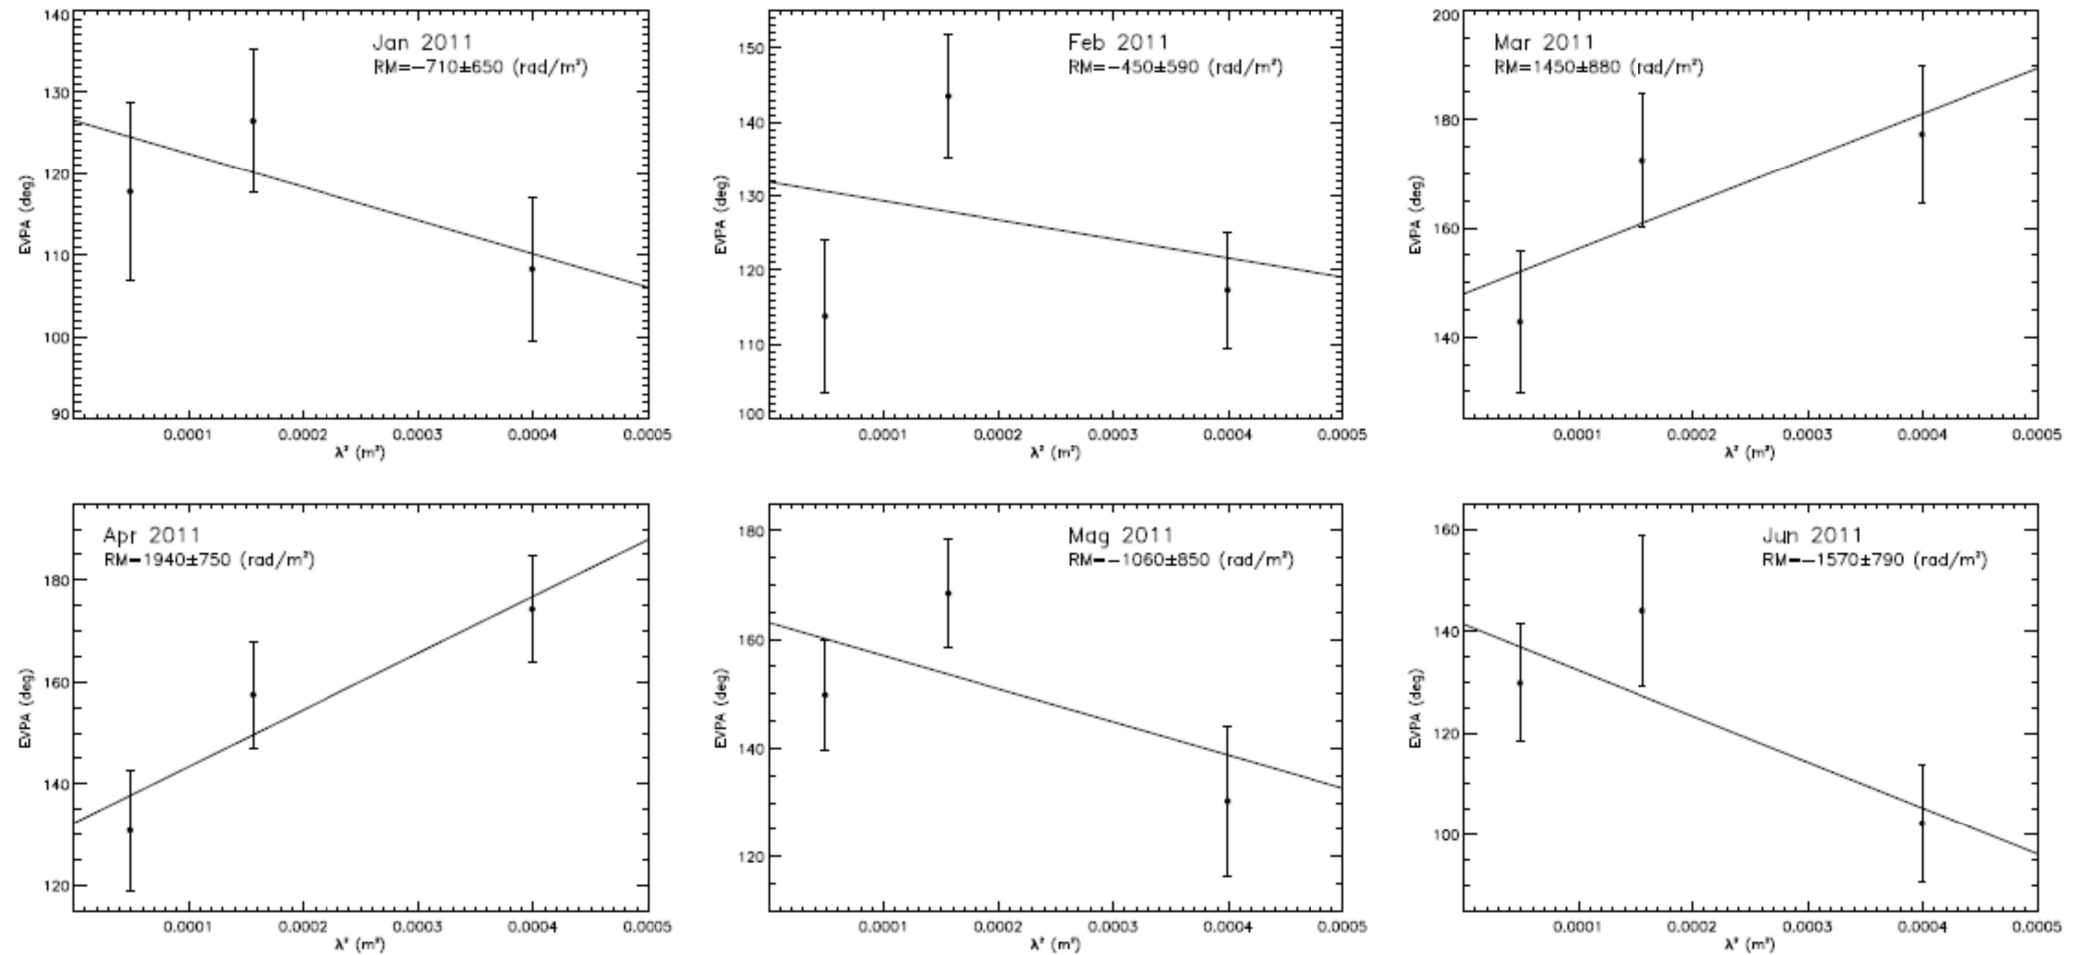 Jan 2011
RM=−710±650 (rad/m²)
140
130
120
110
100
90
EVPA (deg)
0.0001 0.0002 0.0003 0.0004 0.0005
λ² (m²)
Feb 2011
RM=−450±590 (rad/m²)
150
140
130
120
110
100
EVPA (deg)
0.0001 0.0002 0.0003 0.0004 0.0005
λ² (m²)
Mar 2011
RM=1450±880 (rad/m²)
200
180
160
140
EVPA (deg)
0.0001 0.0002 0.0003 0.0004 0.0005
λ² (m²)
Apr 2011
RM=1940±750 (rad/m²)
180
160
140
120
EVPA (deg)
0.0001 0.0002 0.0003 0.0004 0.0005
λ² (m²)
Mag 2011
RM=−1060±850 (rad/m²)
180
160
140
120
EVPA (deg)
0.0001 0.0002 0.0003 0.0004 0.0005
λ² (m²)
Jun 2011
RM=−1570±790 (rad/m²)
160
140
120
100
EVPA (deg)
0.0001 0.0002 0.0003 0.0004 0.0005
λ² (m²)